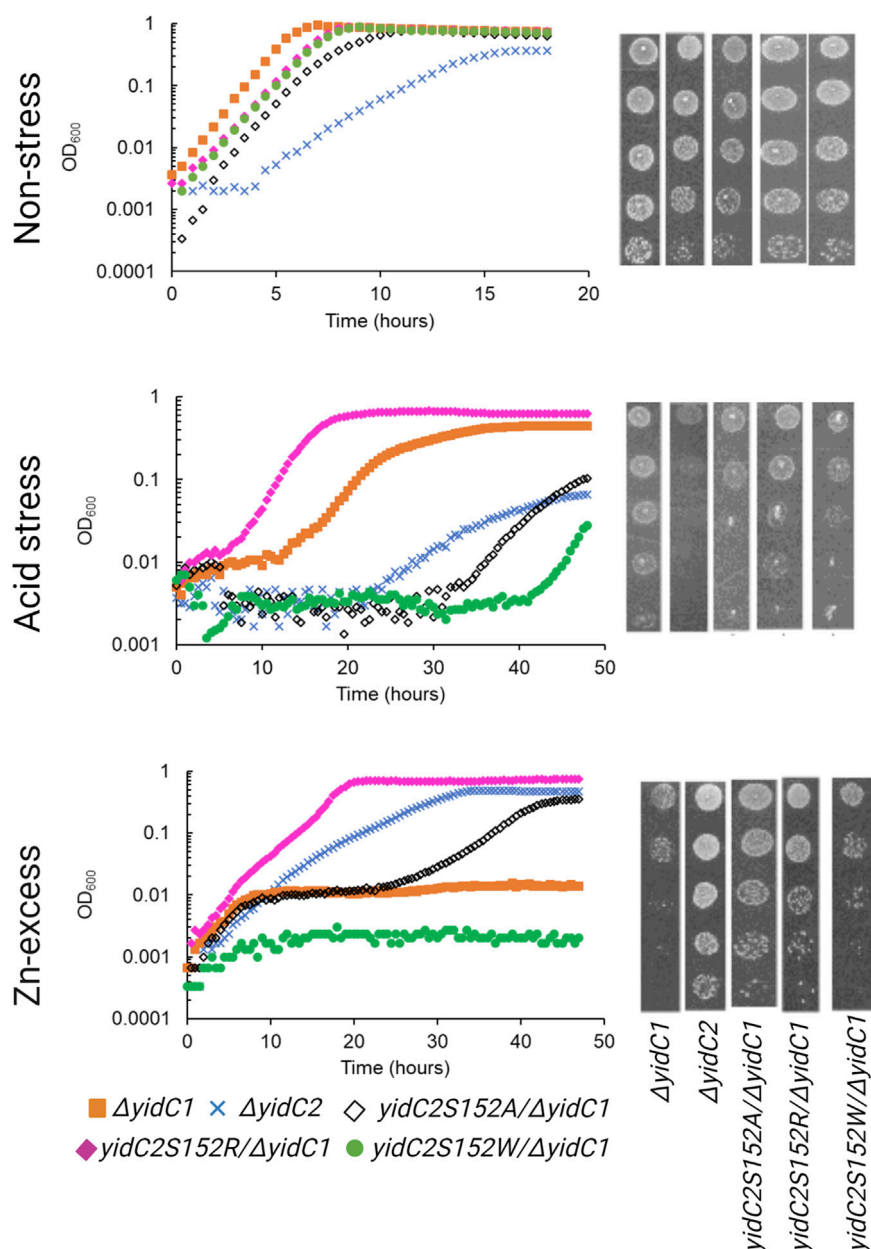 Non-stress
OD600
1
0.1
0.01
0.001
0.0001
0 5 10 15 20
Time (hours)
Acid stress
OD600
1
0.1
0.01
0.001
0 10 20 30 40 50
Time (hours)
Zn-excess
OD600
1
0.1
0.01
0.001
0.0001
0 10 20 30 40 50
Time (hours)
ΔyidC1 ΔyidC2 yidC2S152A/ΔyidC1
yidC2S152R/ΔyidC1 yidC2S152W/ΔyidC1
ΔyidC1
ΔyidC2
yidC2S152A/ΔyidC1
yidC2S152R/ΔyidC1
yidC2S152W/ΔyidC1